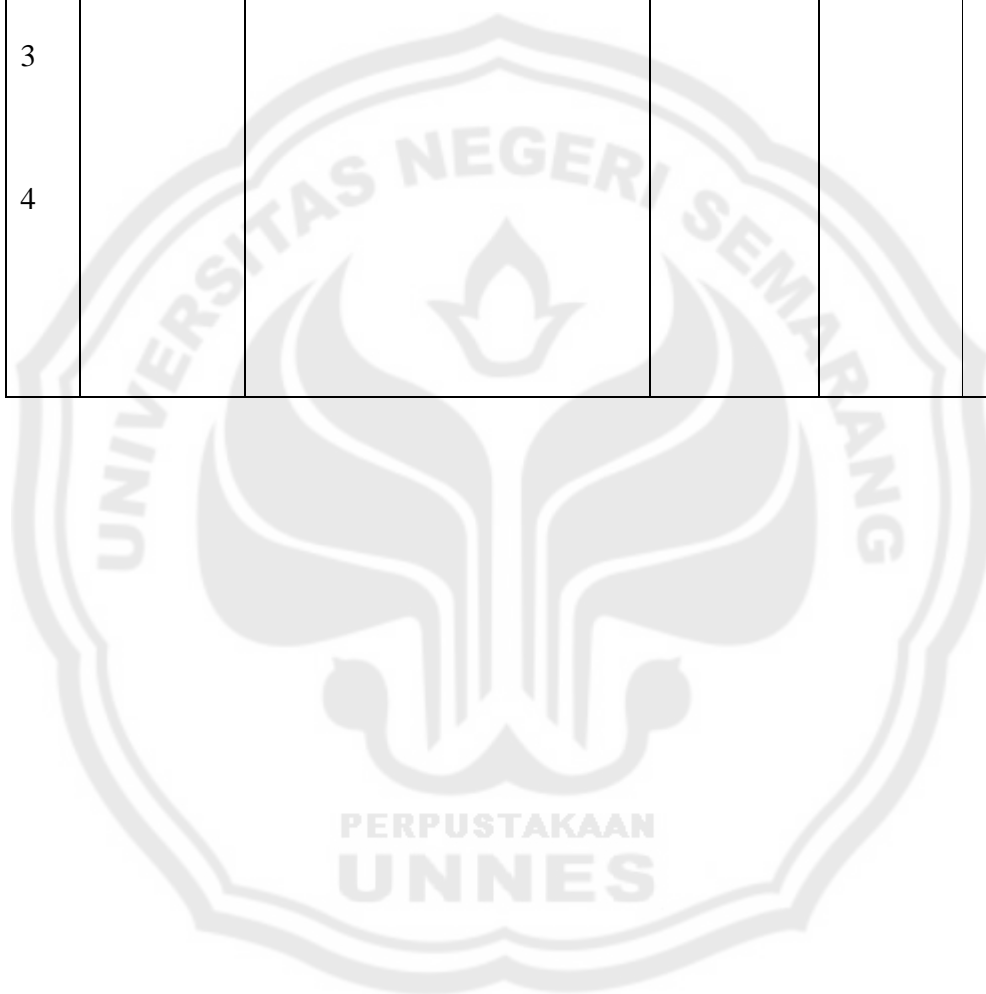 3
4
UNIVERSITAS NEGERI SEMARANG
PERPUSTAKAAN
UNNES